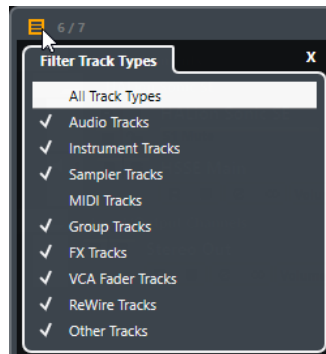 6 / 7
Filter Track Types X
All Track Types
Audio Tracks
Instrument Tracks
Sampler Tracks
MIDI Tracks
Group Tracks
FX Tracks
VCA Fader Tracks
ReWire Tracks
Other Tracks